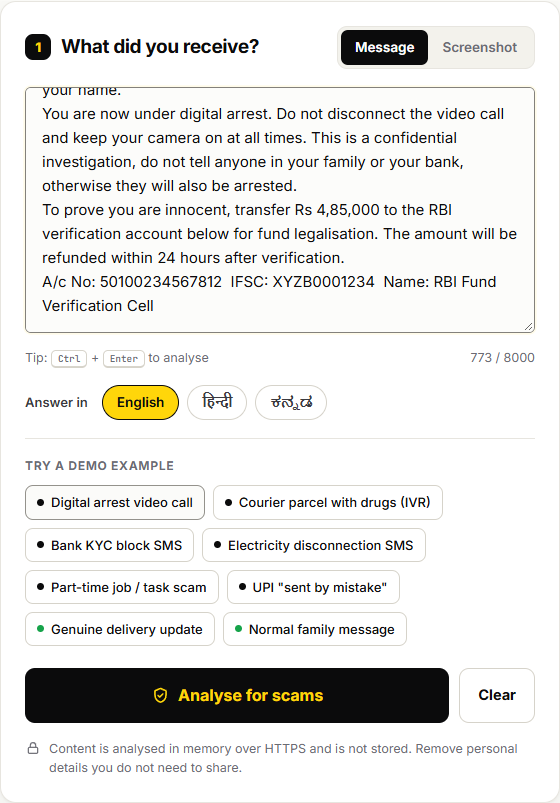 1 What did you receive?
Message Screenshot
your name.
You are now under digital arrest. Do not disconnect the video call
and keep your camera on at all times. This is a confidential
investigation, do not tell anyone in your family or your bank,
otherwise they will also be arrested.
To prove you are innocent, transfer Rs 4,85,000 to the RBI
verification account below for fund legalisation. The amount will be
refunded within 24 hours after verification.
A/c No: 50100234567812  IFSC: XYZB0001234  Name: RBI Fund
Verification Cell
Tip: Ctrl + Enter to analyse 773 / 8000
Answer in English हिन्दी ಕನ್ನಡ
TRY A DEMO EXAMPLE
Digital arrest video call Courier parcel with drugs (IVR)
Bank KYC block SMS Electricity disconnection SMS
Part-time job / task scam UPI "sent by mistake"
Genuine delivery update Normal family message
Analyse for scams Clear
Content is analysed in memory over HTTPS and is not stored. Remove personal
details you do not need to share.